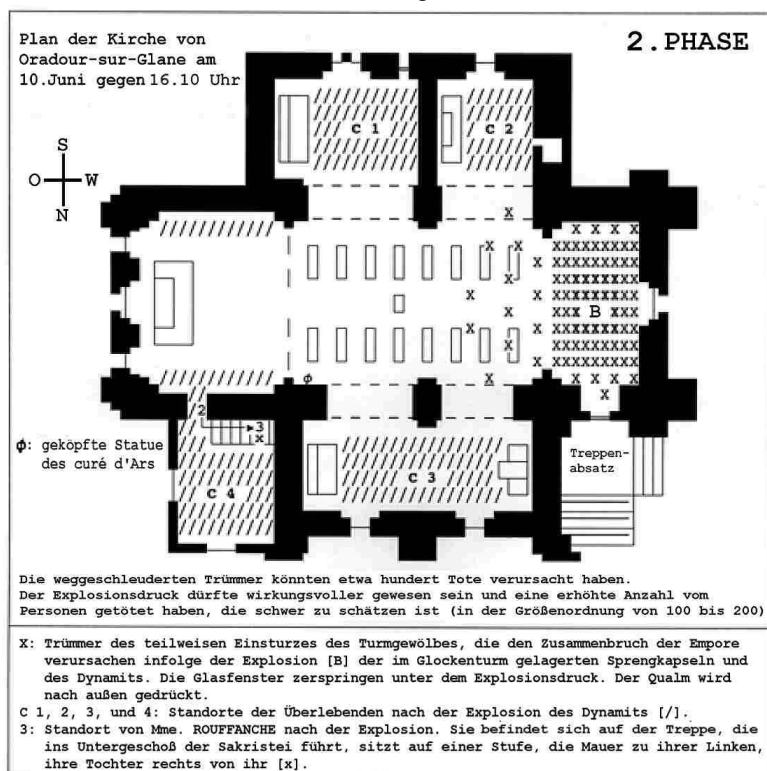 Plan der Kirche von
Oradour-sur-Glane am
10.Juni gegen 16.10 Uhr
2.PHASE
S
O W
N
C 1
C 2
B
2
3
x
C 4
C 3
Treppen-
absatz
ϕ: geköpfte Statue
des curé d'Ars
Die weggeschleuderten Trümmer könnten etwa hundert Tote verursacht haben.
Der Explosionsdruck dürfte wirkungsvoller gewesen sein und eine erhöhte Anzahl vom
Personen getötet haben, die schwer zu schätzen ist (in der Größenordnung von 100 bis 200)
X: Trümmer des teilweisen Einsturzes des Turmgewölbes, die den Zusammenbruch der Empore
verursachen infolge der Explosion [B] der im Glockenturm gelagerten Sprengkapseln und
des Dynamits. Die Glasfenster zerspringen unter dem Explosionsdruck. Der Qualm wird
nach außen gedrückt.
C 1, 2, 3, und 4: Standorte der Überlebenden nach der Explosion des Dynamits [/].
3: Standort von Mme. ROUFFANCHE nach der Explosion. Sie befindet sich auf der Treppe, die
ins Untergeschoß der Sakristei führt, sitzt auf einer Stufe, die Mauer zu ihrer Linken,
ihre Tochter rechts von ihr [x].